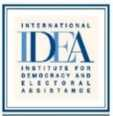 INTERNATIONAL
IDEA
INSTITUTE FOR
DEMOCRACY AND
ELECTORAL
ASSISTANCE